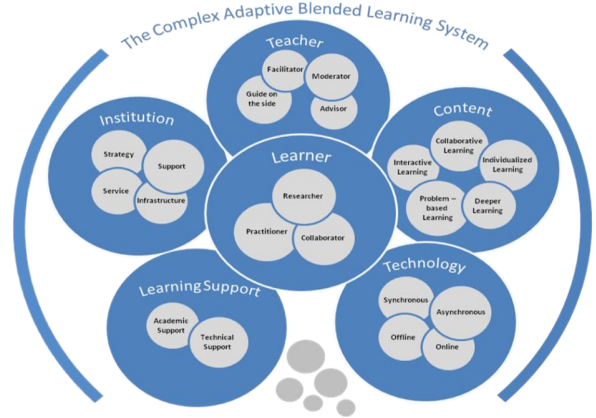 The Complex Adaptive Blended Learning System
Teacher
Facilitator
Moderator
Guide on
the side
Advisor
Institution
Strategy
Support
Service
Infrastructure
Content
Collaborative
Learning
Interactive
Learning
Individualized
Learning
Problem –
based
Learning
Deeper
Learning
Learner
Researcher
Practitioner
Collaborator
Learning Support
Academic
Support
Technical
Support
Technology
Synchronous
Asynchronous
Offline
Online